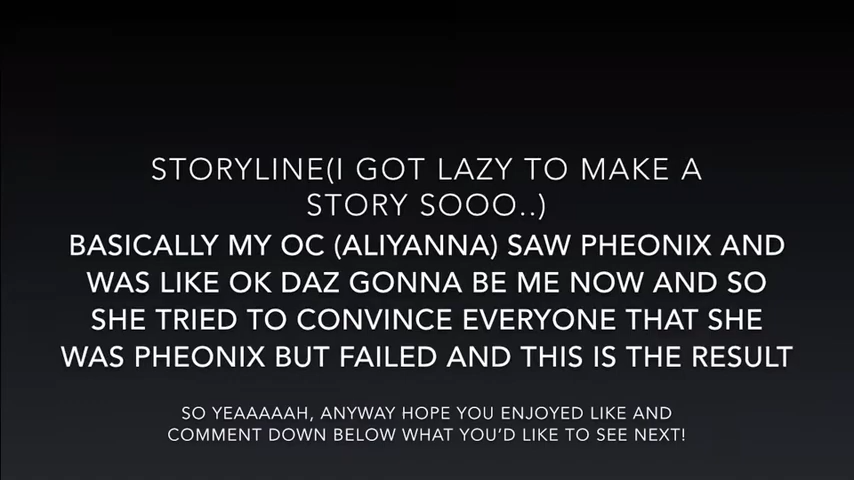 STORYLINE(I GOT LAZY TO MAKE A
STORY SOOO..)
BASICALLY MY OC (ALIYANNA) SAW PHEONIX AND
WAS LIKE OK DAZ GONNA BE ME NOW AND SO
SHE TRIED TO CONVINCE EVERYONE THAT SHE
WAS PHEONIX BUT FAILED AND THIS IS THE RESULT
SO YEAAAAAH, ANYWAY HOPE YOU ENJOYED LIKE AND
COMMENT DOWN BELOW WHAT YOU'D LIKE TO SEE NEXT!